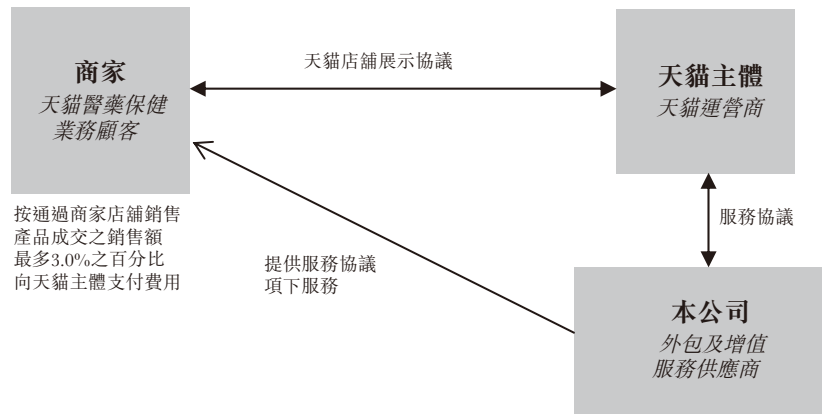 商家
天貓醫藥保健
業務顧客
天貓店舖展示協議
天貓主體
天貓運營商
按通過商家店舖銷售
產品成交之銷售額
最多3.0%之百分比
向天貓主體支付費用
提供服務協議
項下服務
服務協議
本公司
外包及增值
服務供應商